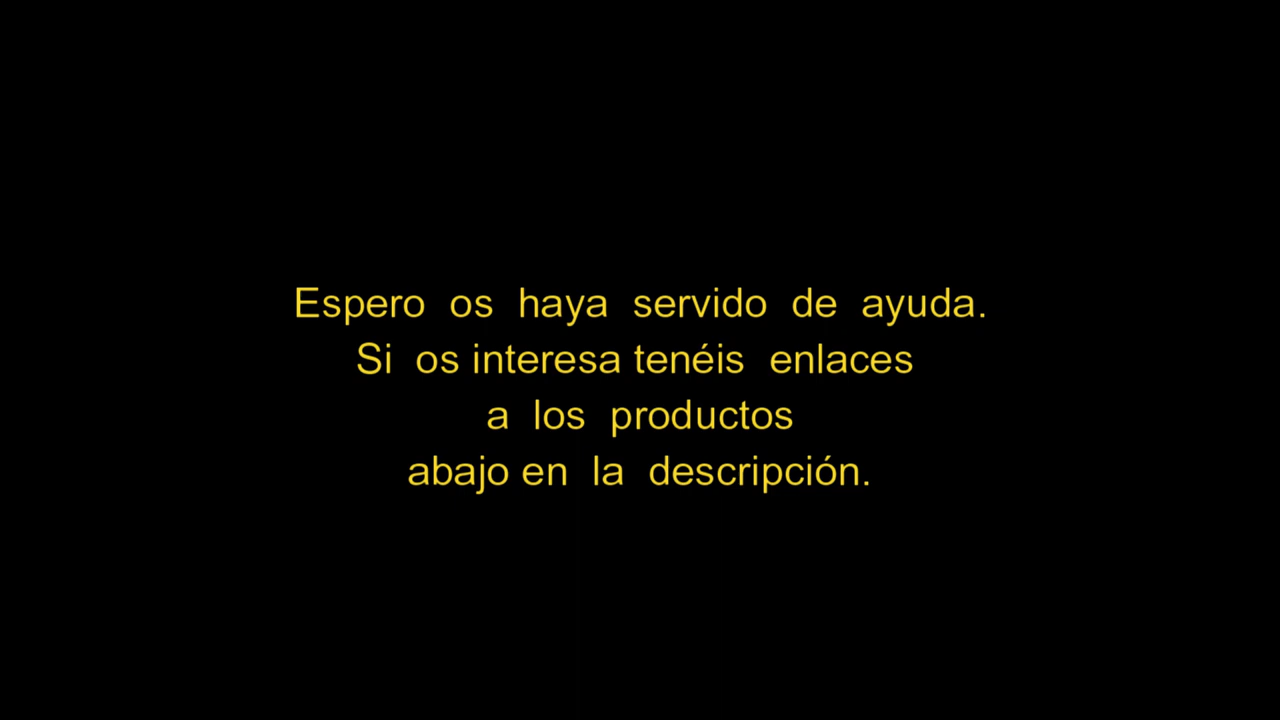 Espero os haya servido de ayuda.
Si os interesa tenéis enlaces
a los productos
abajo en la descripción.